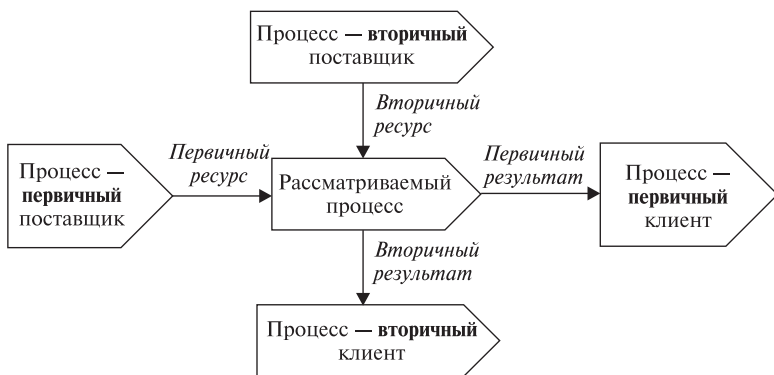 Процесс — вторичный
поставщик
Вторичный
ресурс
Процесс —
первичный
поставщик
Первичный
ресурс
Рассматриваемый
процесс
Первичный
результат
Процесс —
первичный
клиент
Вторичный
результат
Процесс — вторичный
клиент